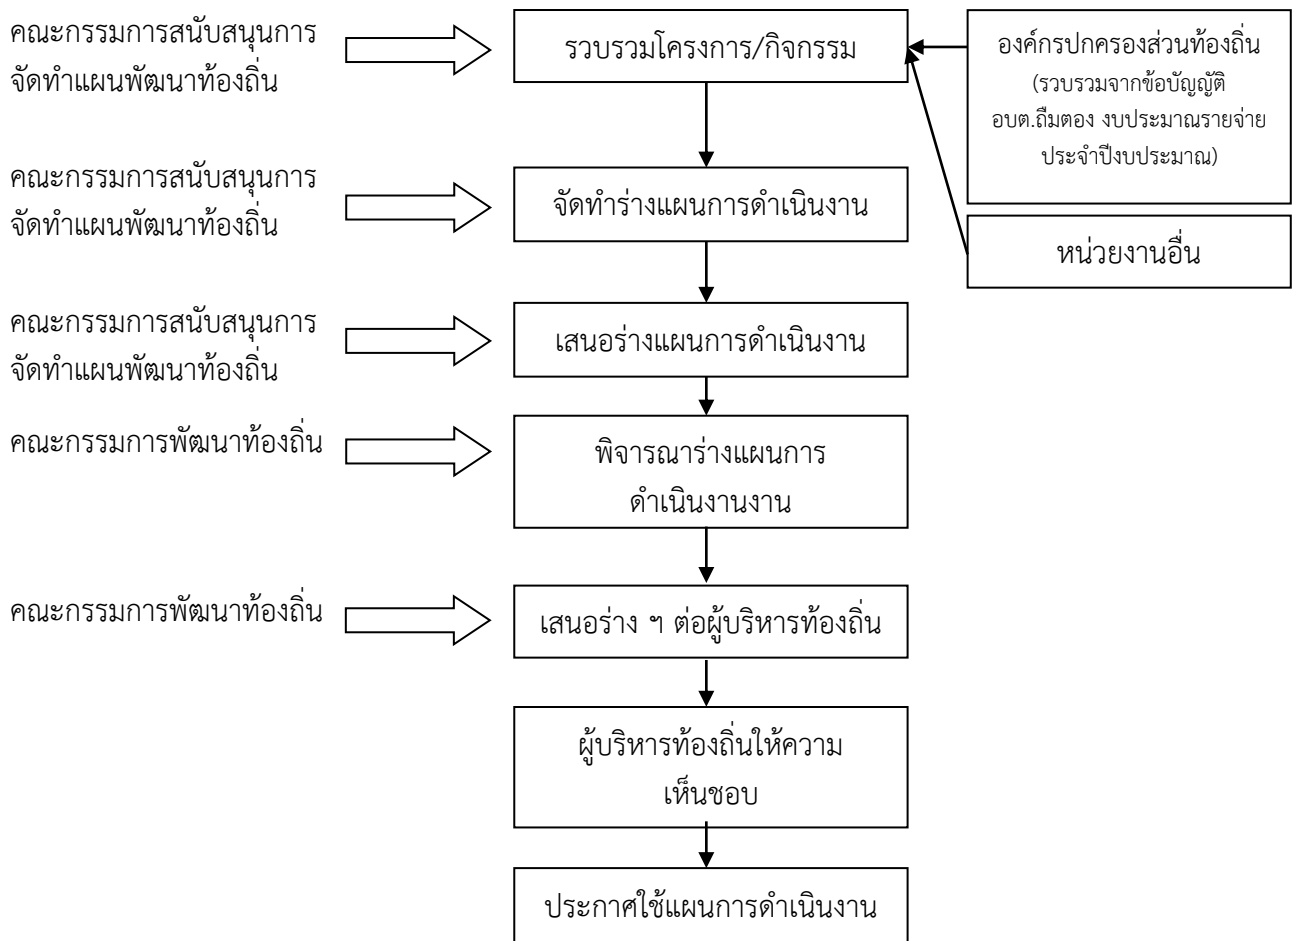 คณะกรรมการสนับสนุนการ
จัดทำแผนพัฒนาท้องถิ่น
รวบรวมโครงการ/กิจกรรม
องค์กรปกครองส่วนท้องถิ่น
(รวบรวมจากข้อบัญญัติ
อบต.ถืมตอง งบประมาณรายจ่าย
ประจำปีงบประมาณ)
หน่วยงานอื่น
คณะกรรมการสนับสนุนการ
จัดทำแผนพัฒนาท้องถิ่น
จัดทำร่างแผนการดำเนินงาน
คณะกรรมการสนับสนุนการ
จัดทำแผนพัฒนาท้องถิ่น
เสนอร่างแผนการดำเนินงาน
คณะกรรมการพัฒนาท้องถิ่น
พิจารณาร่างแผนการ
ดำเนินงานงาน
คณะกรรมการพัฒนาท้องถิ่น
เสนอร่าง ฯ ต่อผู้บริหารท้องถิ่น
ผู้บริหารท้องถิ่นให้ความ
เห็นชอบ
ประกาศใช้แผนการดำเนินงาน